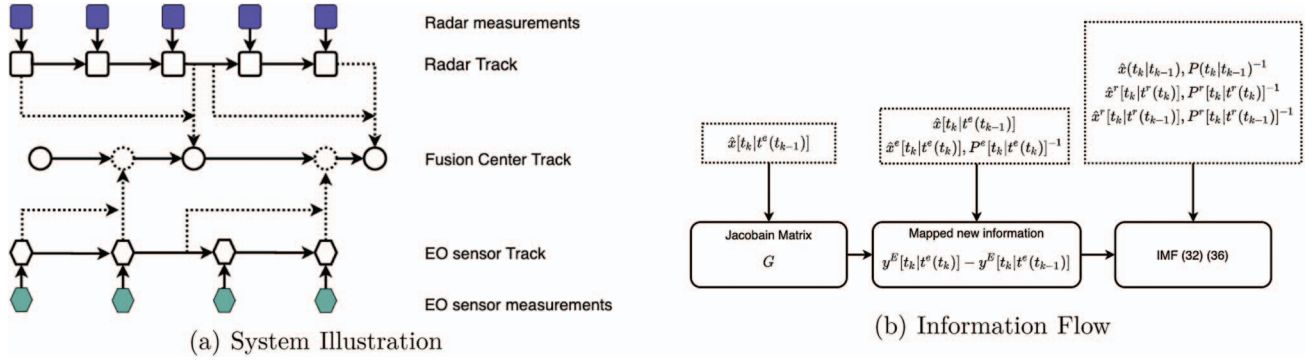 Radar measurements
Radar Track
Fusion Center Track
EO sensor Track
EO sensor measurements
(a) System Illustration
x̂[t_k|t^e(t_{k-1})]
x̂[t_k|t^e(t_{k-1})]
x̂^e[t_k|t^e(t_k)], P^e[t_k|t^e(t_k)]^{-1}
x̂(t_k|t_{k-1}), P(t_k|t_{k-1})^{-1}
x̂^r[t_k|t^r(t_k)], P^r[t_k|t^r(t_k)]^{-1}
x̂^r[t_k|t^r(t_{k-1})], P^r[t_k|t^r(t_{k-1})]^{-1}
Jacobain Matrix
G
Mapped new information
y^E[t_k|t^e(t_k)] − y^E[t_k|t^e(t_{k-1})]
IMF (32) (36)
(b) Information Flow